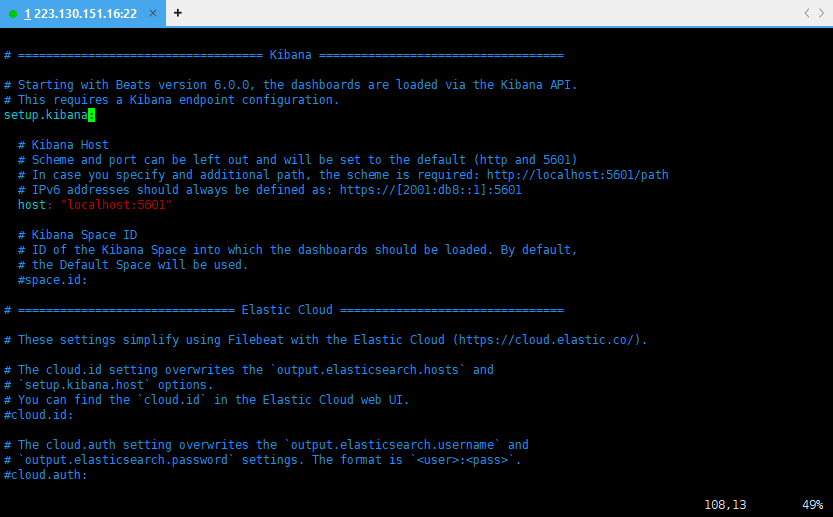 1 223.130.151.16:22 × +
# =================================== Kibana ===================================
# Starting with Beats version 6.0.0, the dashboards are loaded via the Kibana API.
# This requires a Kibana endpoint configuration.
setup.kibana:
# Kibana Host
# Scheme and port can be left out and will be set to the default (http and 5601)
# In case you specify and additional path, the scheme is required: http://localhost:5601/path
# IPv6 addresses should always be defined as: https://[2001:db8::1]:5601
host: "localhost:5601"
# Kibana Space ID
# ID of the Kibana Space into which the dashboards should be loaded. By default,
# the Default Space will be used.
#space.id:
# =============================== Elastic Cloud ================================
# These settings simplify using Filebeat with the Elastic Cloud (https://cloud.elastic.co/).
# The cloud.id setting overwrites the `output.elasticsearch.hosts` and
# `setup.kibana.host` options.
# You can find the `cloud.id` in the Elastic Cloud web UI.
#cloud.id:
# The cloud.auth setting overwrites the `output.elasticsearch.username` and
# `output.elasticsearch.password` settings. The format is `<user>:<pass>`.
#cloud.auth:
108,13 49%